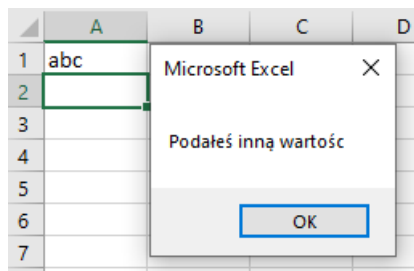 A B C D
1 abc
2
3
4
5
6
7
Microsoft Excel
Podałeś inną wartośc
OK